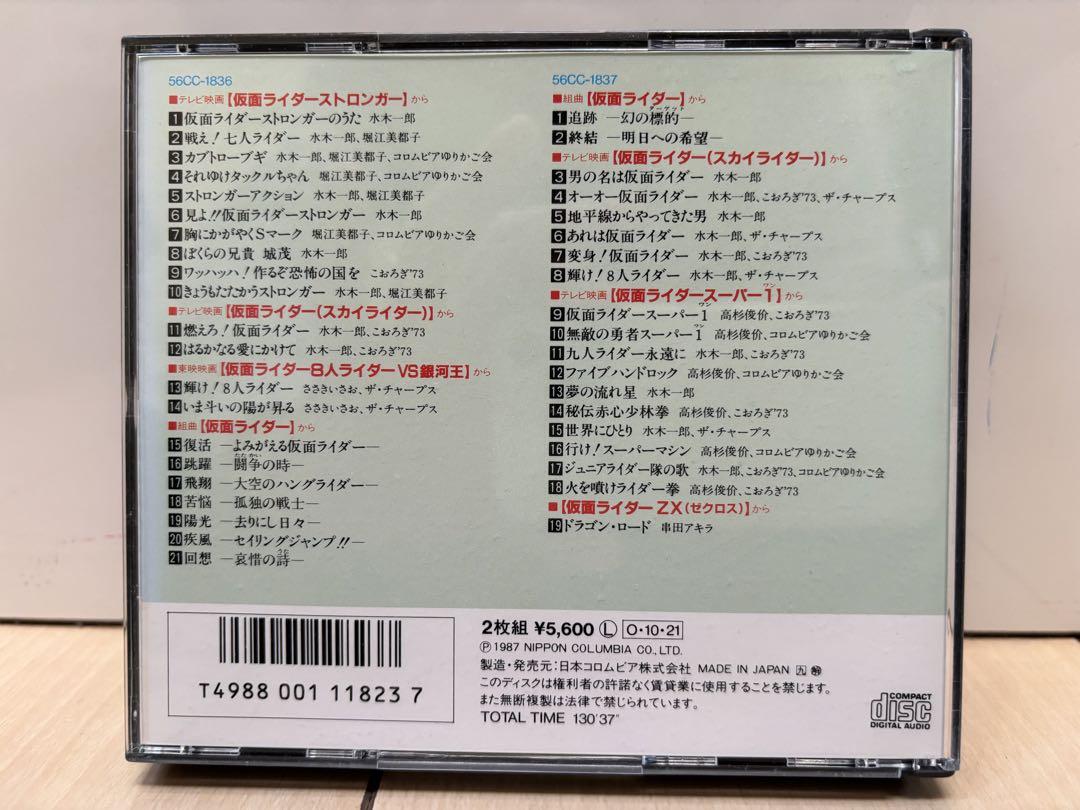 56CC-1836
■テレビ映画【仮面ライダーストロンガー】から
1 仮面ライダーストロンガーのうた 水木一郎
2 戦え！七人ライダー 水木一郎、堀江美都子
3 カブトローブギ 水木一郎、堀江美都子、コロムビアゆりかご会
4 それゆけタックルちゃん 堀江美都子、コロムビアゆりかご会
5 ストロンガーアクション 水木一郎、堀江美都子
6 見よ!!仮面ライダーストロンガー 水木一郎
7 胸にかがやくSマーク 堀江美都子、コロムビアゆりかご会
8 ぼくらの兄貴 城茂 水木一郎
9 ワッハッハ！作るぞ恐怖の国を こおろぎ'73
10 きょうもたたかうストロンガー 水木一郎、堀江美都子
■テレビ映画【仮面ライダー(スカイライダー)】から
11 燃えろ！仮面ライダー 水木一郎、こおろぎ'73
12 はるかなる愛にかけて 水木一郎、こおろぎ'73
■東映映画【仮面ライダー8人ライダーVS銀河王】から
13 輝け！8人ライダー ささきいさお、ザ・チャープス
14 いま斗いの陽が昇る ささきいさお、ザ・チャープス
■組曲【仮面ライダー】から
15 復活 ―よみがえる仮面ライダー―
16 跳躍 ―闘争の時―
17 飛翔 ―大空のハングライダー―
18 苦悩 ―孤独の戦士―
19 陽光 ―去りにし日々―
20 疾風 ―セイリングジャンプ!!―
21 回想 ―哀惜の詩―
56CC-1837
■組曲【仮面ライダー】から
1 追跡 ―幻の標的―
2 終結 ―明日への希望―
■テレビ映画【仮面ライダー(スカイライダー)】から
3 男の名は仮面ライダー 水木一郎
4 オーオー仮面ライダー 水木一郎、こおろぎ'73、ザ・チャープス
5 地平線からやってきた男 水木一郎
6 あれは仮面ライダー 水木一郎、ザ・チャープス
7 変身！仮面ライダー 水木一郎、こおろぎ'73
8 輝け！8人ライダー 水木一郎、ザ・チャープス
■テレビ映画【仮面ライダースーパー1】から
9 仮面ライダースーパー1 高杉俊价、こおろぎ'73
10 無敵の勇者スーパー1 高杉俊价、コロムビアゆりかご会
11 九人ライダー永遠に 水木一郎、こおろぎ'73
12 ファイブハンドロック 高杉俊价、コロムビアゆりかご会
13 夢の流れ星 水木一郎
14 秘伝赤心少林拳 高杉俊价、こおろぎ'73
15 世界にひとり 水木一郎、ザ・チャープス
16 行け！スーパーマシン 高杉俊价、コロムビアゆりかご会
17 ジュニアライダー隊の歌 水木一郎、こおろぎ'73、コロムビアゆりかご会
18 火を噴けライダー拳 高杉俊价、こおろぎ'73
■【仮面ライダーZX(ゼクロス)】から
19 ドラゴン・ロード 串田アキラ
T4988 001 11823 7
2枚組 ¥5,600 Ⓛ O・10・21
Ⓟ1987 NIPPON COLUMBIA CO., LTD.
製造・発売元：日本コロムビア株式会社 MADE IN JAPAN 九
このディスクは権利者の許諾なく賃貸業に使用することを禁じます。
また無断複製は法律で禁じられています。
TOTAL TIME 130'37"
COMPACT
disc
DIGITAL AUDIO